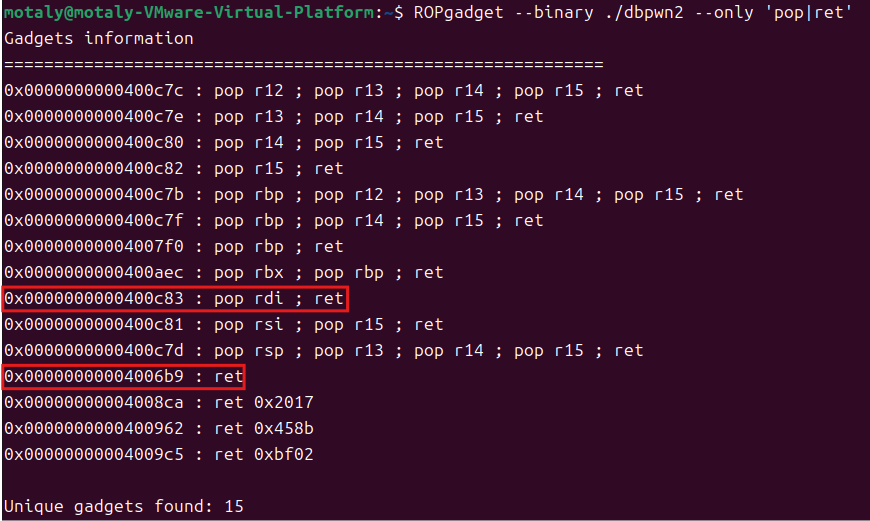 motaly@motaly-VMware-Virtual-Platform:~$ ROPgadget --binary ./dbpwn2 --only 'pop|ret'
Gadgets information
============================================================
0x0000000000400c7c : pop r12 ; pop r13 ; pop r14 ; pop r15 ; ret
0x0000000000400c7e : pop r13 ; pop r14 ; pop r15 ; ret
0x0000000000400c80 : pop r14 ; pop r15 ; ret
0x0000000000400c82 : pop r15 ; ret
0x0000000000400c7b : pop rbp ; pop r12 ; pop r13 ; pop r14 ; pop r15 ; ret
0x0000000000400c7f : pop rbp ; pop r14 ; pop r15 ; ret
0x00000000004007f0 : pop rbp ; ret
0x0000000000400aec : pop rbx ; pop rbp ; ret
0x0000000000400c83 : pop rdi ; ret
0x0000000000400c81 : pop rsi ; pop r15 ; ret
0x0000000000400c7d : pop rsp ; pop r13 ; pop r14 ; pop r15 ; ret
0x00000000004006b9 : ret
0x00000000004008ca : ret 0x2017
0x0000000000400962 : ret 0x458b
0x00000000004009c5 : ret 0xbf02

Unique gadgets found: 15